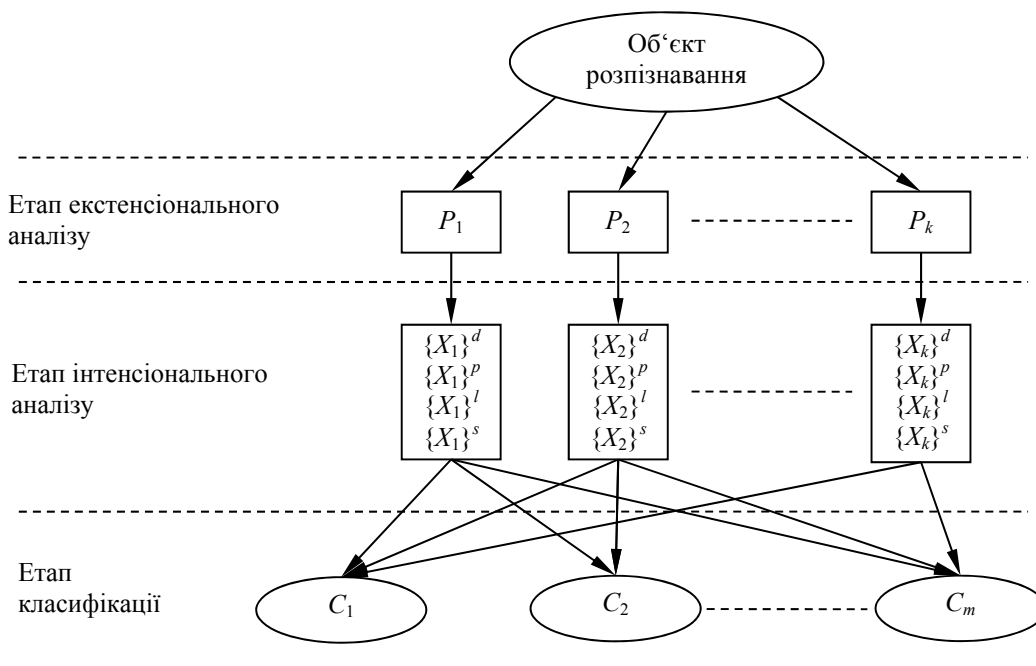 Об‘єкт
розпізнавання
Етап екстенсіонального
аналізу
P₁ P₂ Pₖ
Етап інтенсіонального
аналізу
{X₁}ᵈ {X₂}ᵈ {Xₖ}ᵈ
{X₁}ᵖ {X₂}ᵖ {Xₖ}ᵖ
{X₁}ˡ {X₂}ˡ {Xₖ}ˡ
{X₁}ˢ {X₂}ˢ {Xₖ}ˢ
Етап
класифікації
C₁ C₂ Cₘ